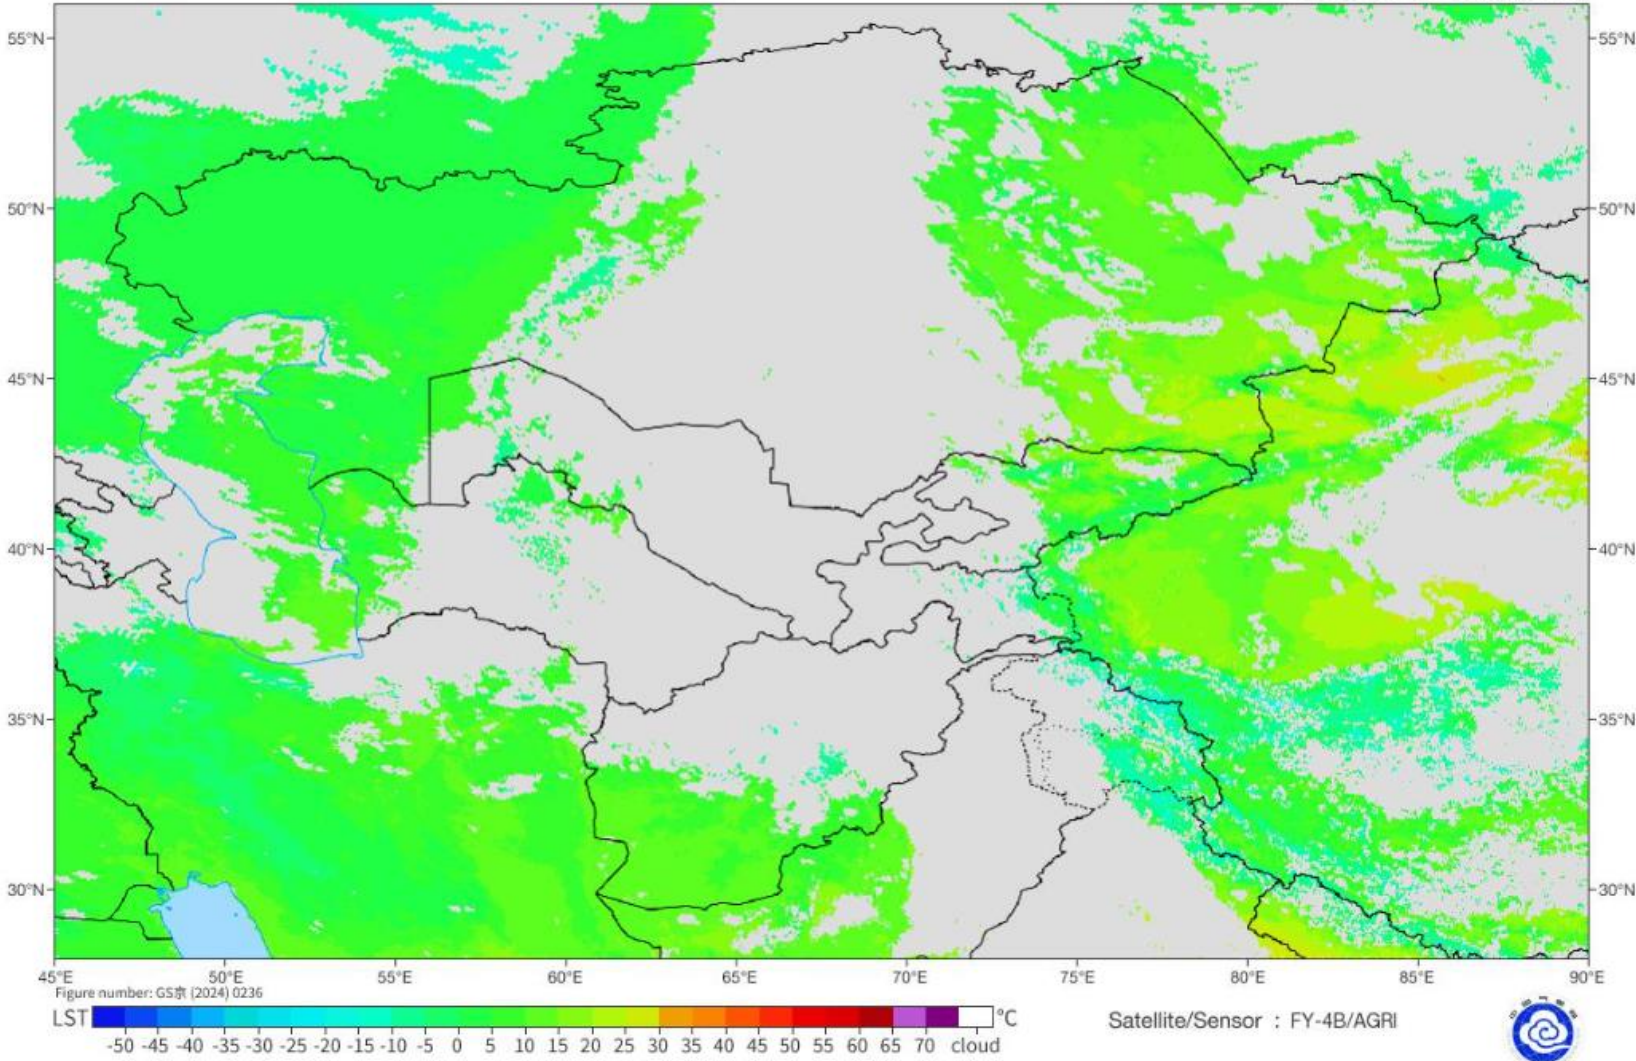 55°N
55°N
50°N
50°N
45°N
45°N
40°N
40°N
35°N
35°N
30°N
30°N
45°E 50°E 55°E 60°E 65°E 70°E 75°E 80°E 85°E 90°E
Figure number: GS京 (2024) 0236
LST °C
-50 -45 -40 -35 -30 -25 -20 -15 -10 -5 0 5 10 15 20 25 30 35 40 45 50 55 60 65 70 cloud
Satellite/Sensor : FY-4B/AGRI